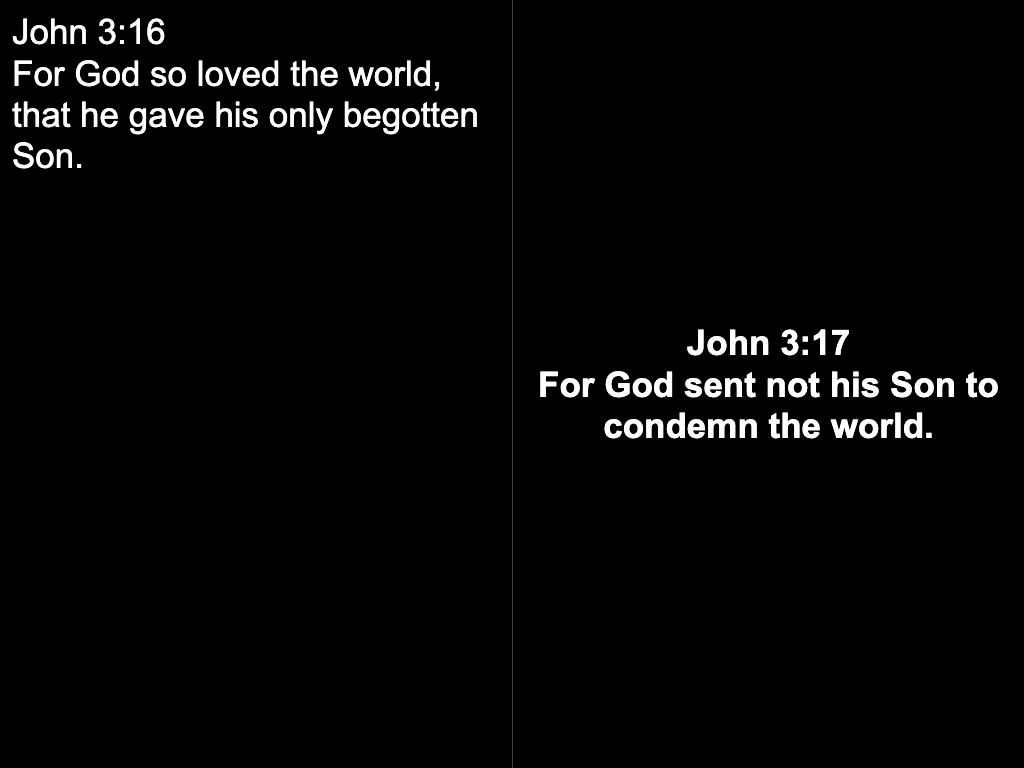 John 3:16
For God so loved the world,
that he gave his only begotten
Son.
John 3:17
For God sent not his Son to
condemn the world.